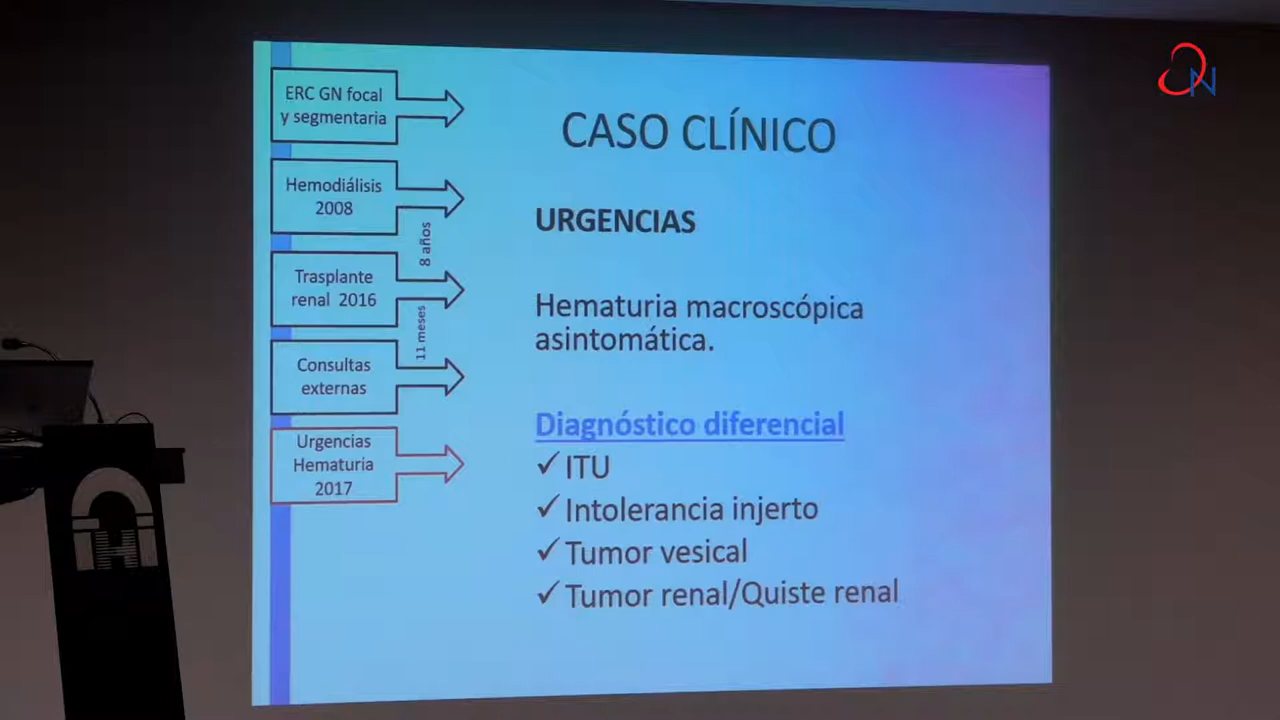 ERC GN focal
y segmentaria
Hemodiálisis
2008
8 años
Trasplante
renal 2016
11 meses
Consultas
externas
Urgencias
Hematuria
2017
CASO CLÍNICO
URGENCIAS
Hematuria macroscópica
asintomática.
Diagnóstico diferencial
✓ ITU
✓ Intolerancia injerto
✓ Tumor vesical
✓ Tumor renal/Quiste renal
N
H